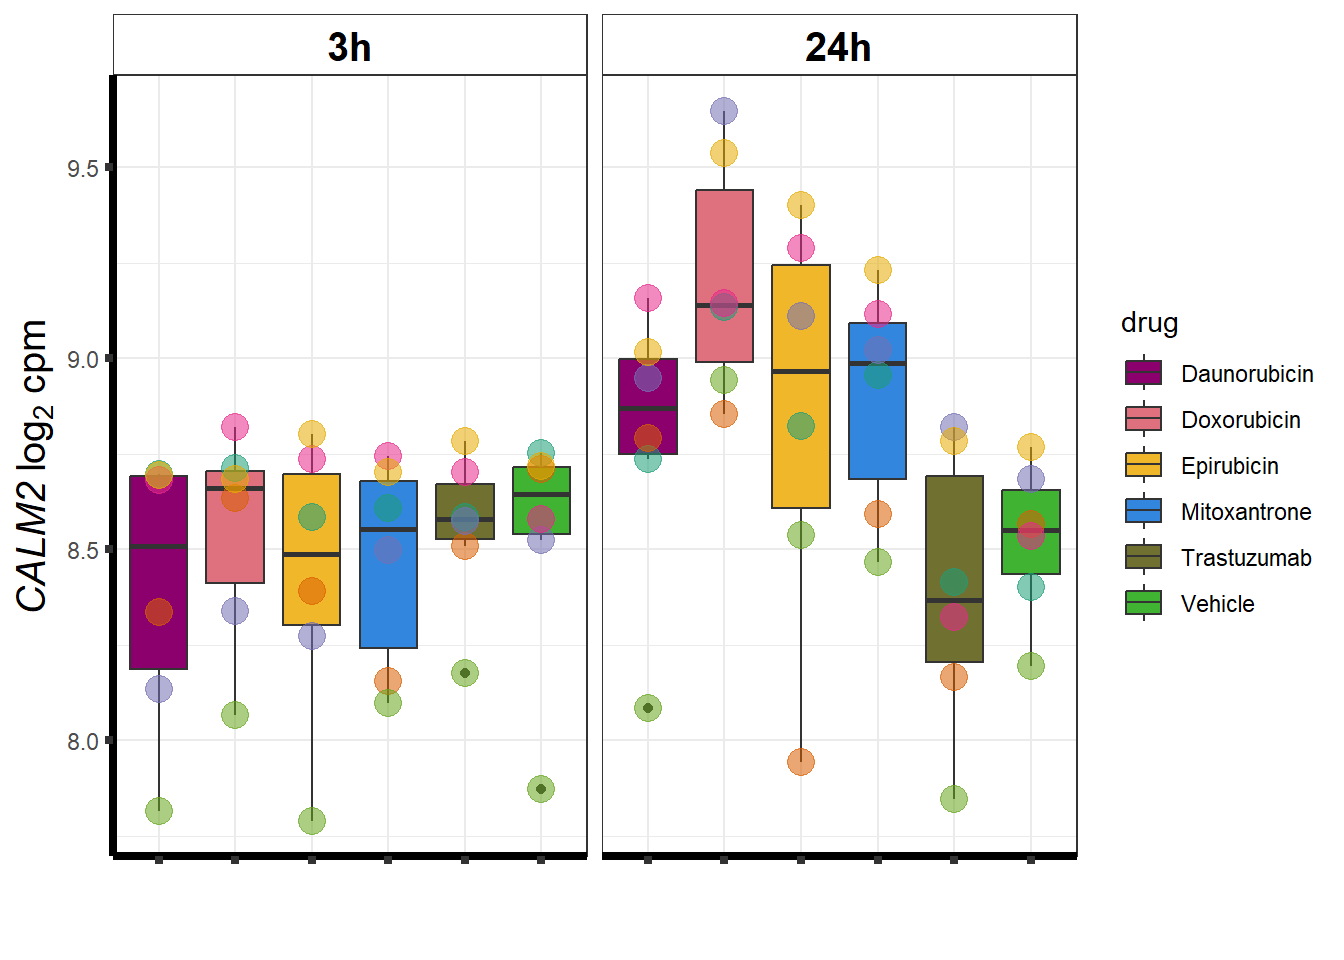 3h
24h
CALM2 log2 cpm
9.5
9.0
8.5
8.0
drug
Daunorubicin
Doxorubicin
Epirubicin
Mitoxantrone
Trastuzumab
Vehicle